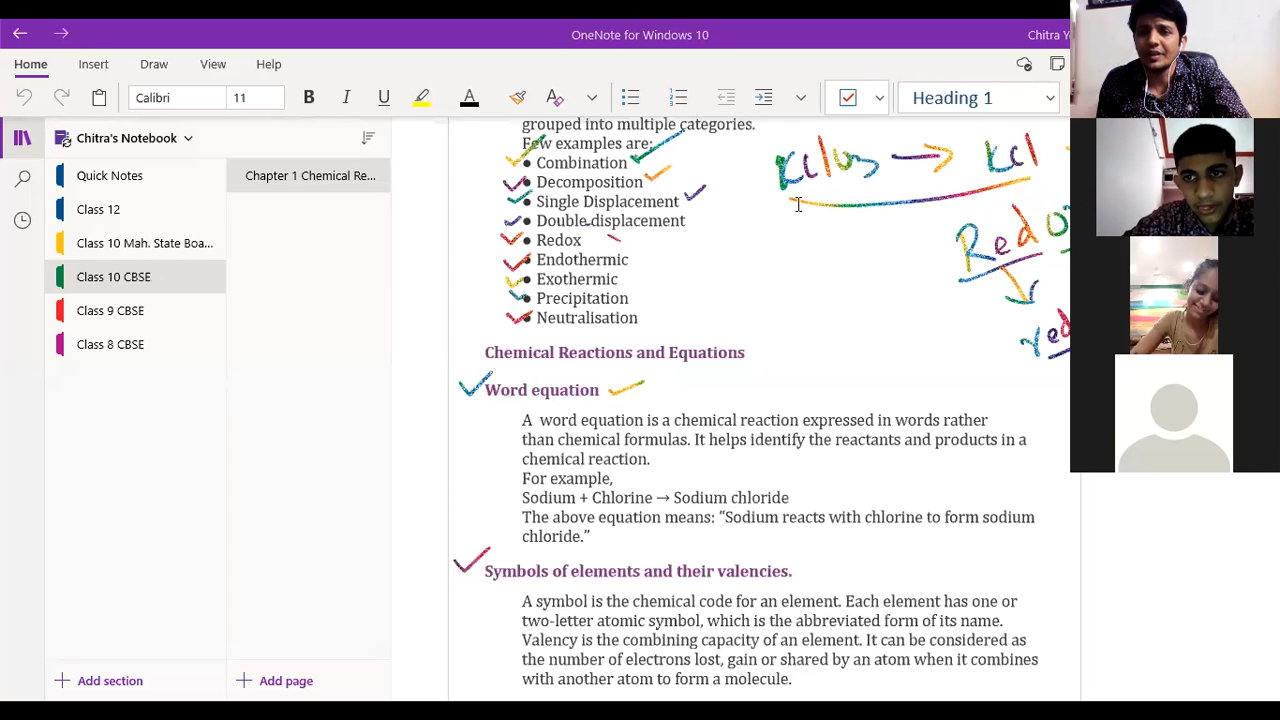 OneNote for Windows 10
Chitra Y
Home Insert Draw View Help
Calibri 11 B I U A Heading 1
Chitra's Notebook
Quick Notes
Class 12
Class 10 Mah. State Boa...
Class 10 CBSE
Class 9 CBSE
Class 8 CBSE
Chapter 1 Chemical Re...
grouped into multiple categories.
Few examples are:
• Combination
• Decomposition
• Single Displacement
• Double displacement
• Redox
• Endothermic
• Exothermic
• Precipitation
• Neutralisation
KClO3 → KCl
Red
red
Chemical Reactions and Equations
Word equation
A word equation is a chemical reaction expressed in words rather
than chemical formulas. It helps identify the reactants and products in a
chemical reaction.
For example,
Sodium + Chlorine → Sodium chloride
The above equation means: “Sodium reacts with chlorine to form sodium
chloride.”
Symbols of elements and their valencies.
A symbol is the chemical code for an element. Each element has one or
two-letter atomic symbol, which is the abbreviated form of its name.
Valency is the combining capacity of an element. It can be considered as
the number of electrons lost, gain or shared by an atom when it combines
with another atom to form a molecule.
+ Add section
+ Add page